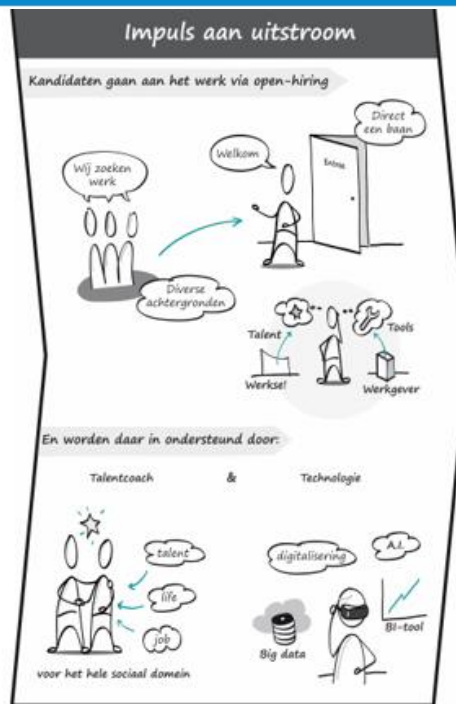 Impuls aan uitstroom
Kandidaten gaan aan het werk via open-hiring
Direct
een baan
Welkom
Entree
Wij zoeken
werk
Diverse
achtergronden
Talent
Tools
Werkse!
Werkgever
En worden daar in ondersteund door:
Talentcoach & Technologie
talent
digitalisering
A.I.
life
job
BI-tool
Big data
voor het hele sociaal domein